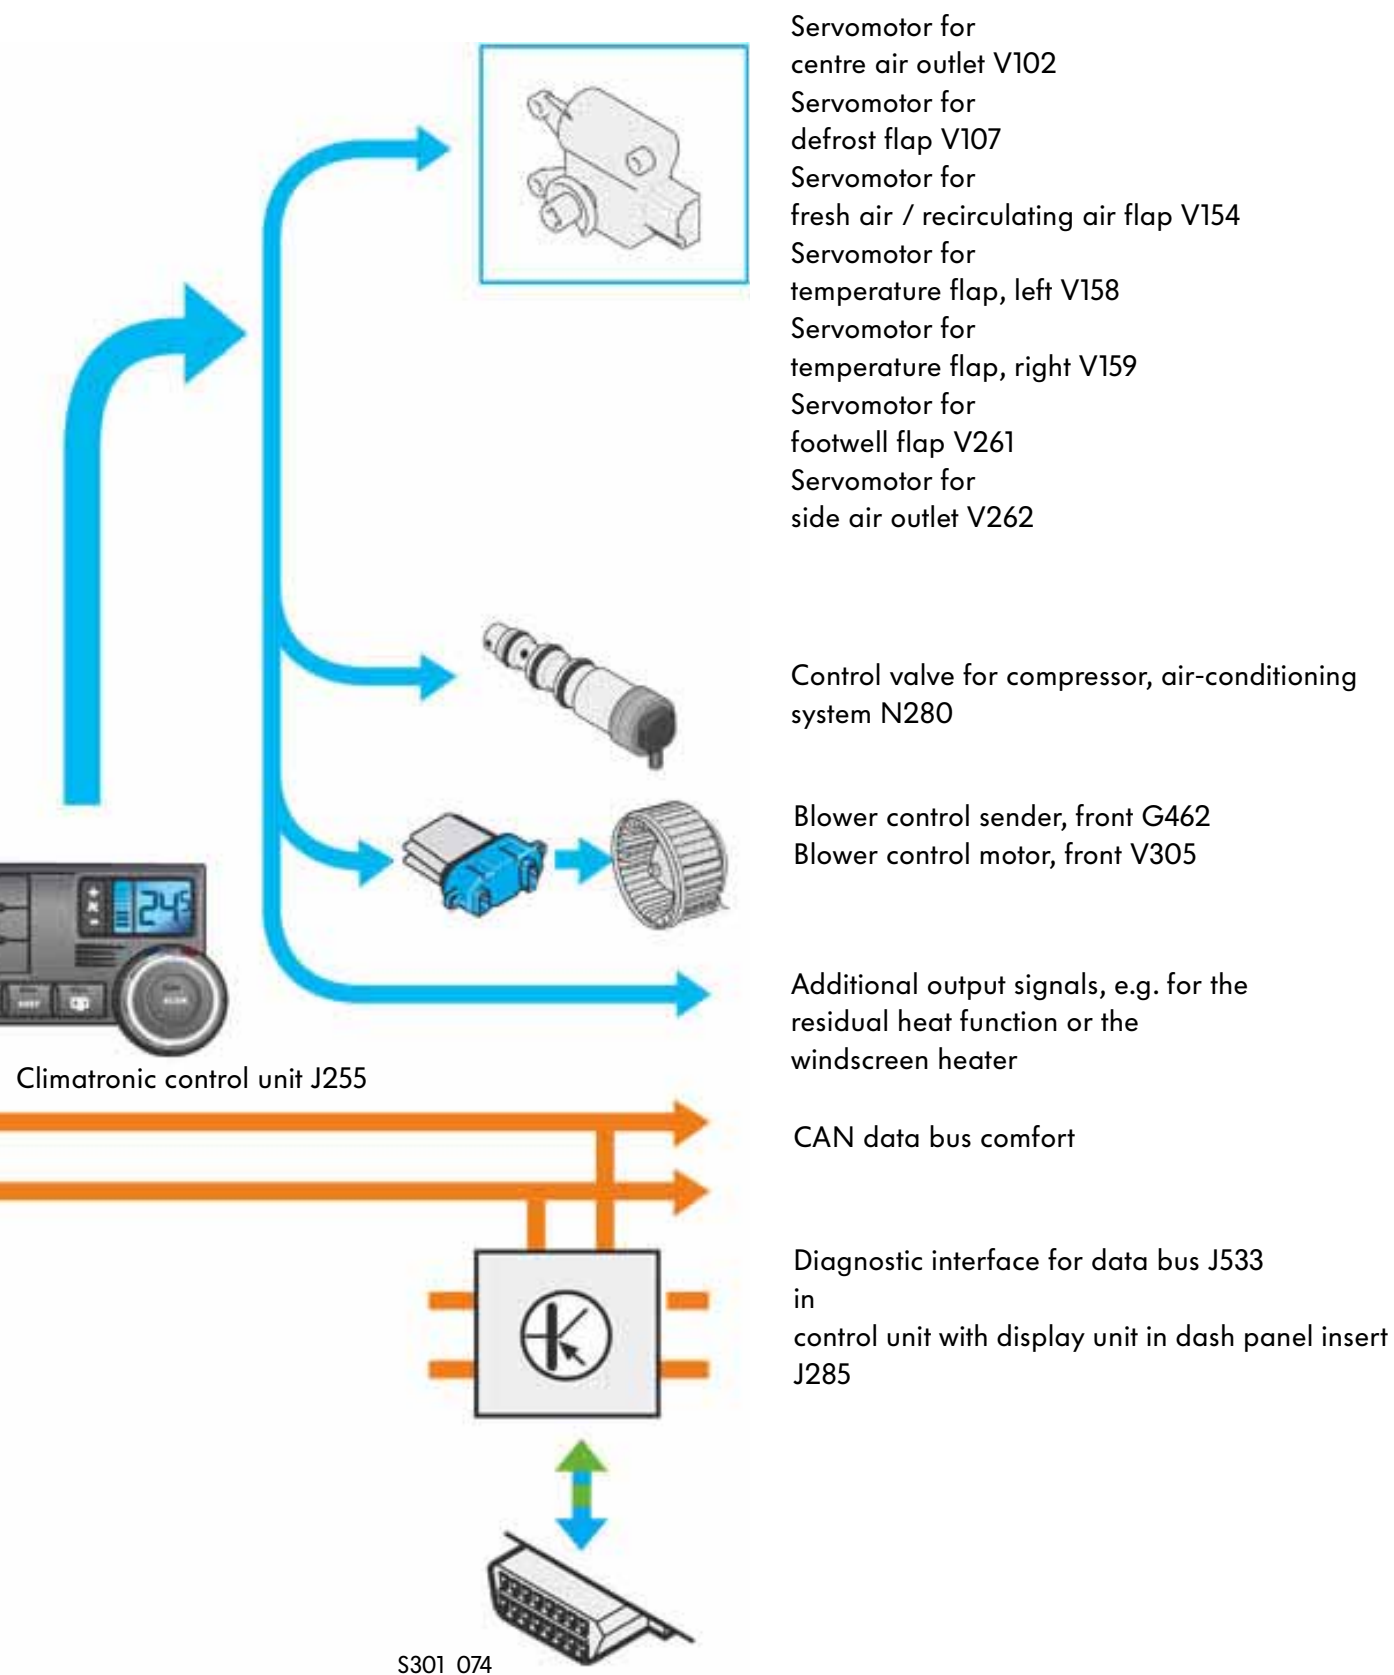 Servomotor for
centre air outlet V102
Servomotor for
defrost flap V107
Servomotor for
fresh air / recirculating air flap V154
Servomotor for
temperature flap, left V158
Servomotor for
temperature flap, right V159
Servomotor for
footwell flap V261
Servomotor for
side air outlet V262
Control valve for compressor, air-conditioning
system N280
Blower control sender, front G462
Blower control motor, front V305
24.5
Additional output signals, e.g. for the
residual heat function or the
windscreen heater
Climatronic control unit J255
CAN data bus comfort
Diagnostic interface for data bus J533
in
control unit with display unit in dash panel insert
J285
S301_074